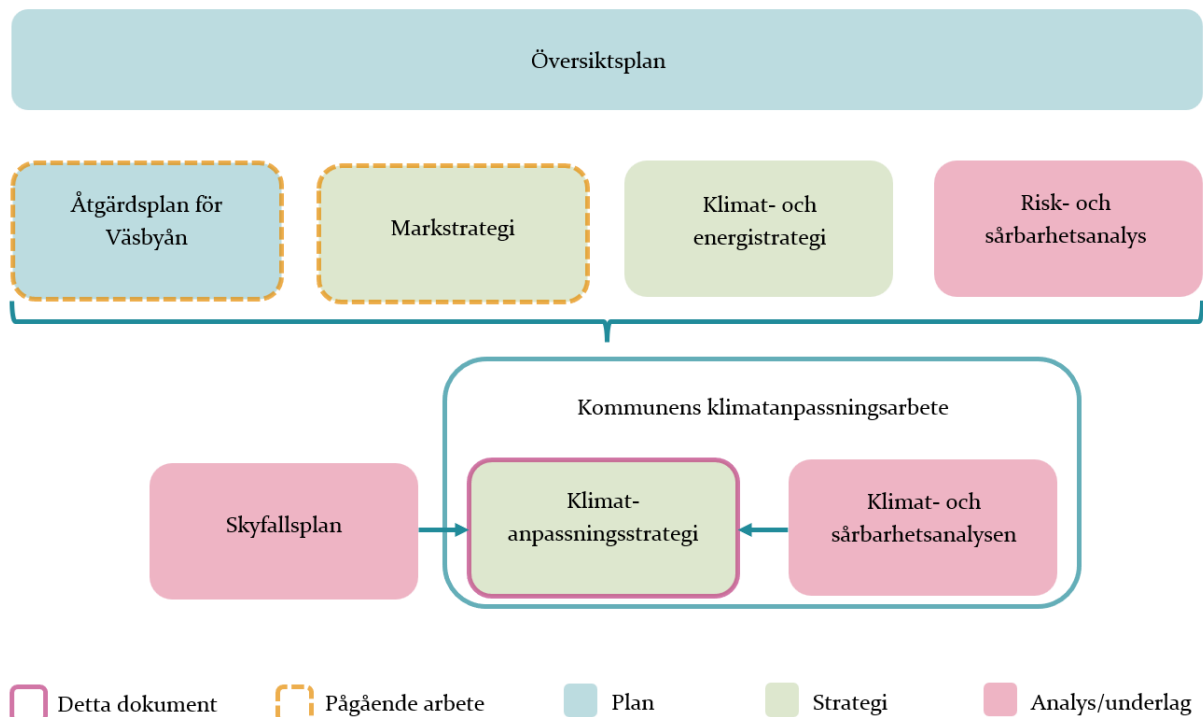 Översiktsplan
Åtgärdsplan för
Väsbyån
Markstrategi
Klimat- och
energistrategi
Risk- och
sårbarhetsanalys
Kommunens klimatanpassningsarbete
Skyfallsplan
Klimat-
anpassningsstrategi
Klimat- och
sårbarhetsanalysen
Detta dokument
Pågående arbete
Plan
Strategi
Analys/underlag